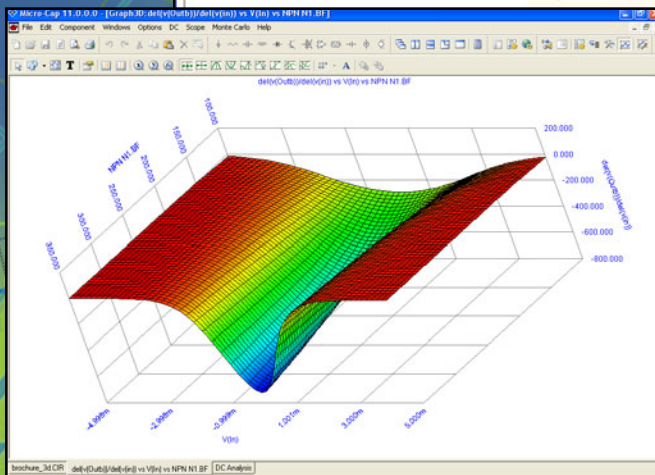 Micro-Cap 11.0.0.0 - [Graph3D: del(v(Outb))/del(v(in)) vs V(In) vs NPN N1.BF]
File Edit Component Windows Options DC Scope Monte Carlo Help
T
A
del(v(Outb))/del(v(in)) vs V(In) vs NPN N1.BF
NPN N1.BF
100.000
150.000
200.000
250.000
300.000
350.000
200.000
0.000
-200.000
-400.000
-600.000
-800.000
del(v(Outb))/del(v(in))
-4.998m
-2.998m
-0.999m
1.001m
3.000m
5.000m
V(In)
brochure_3d.CIR del(v(Outb))/del(v(in)) vs V(In) vs NPN N1.BF DC Analysis